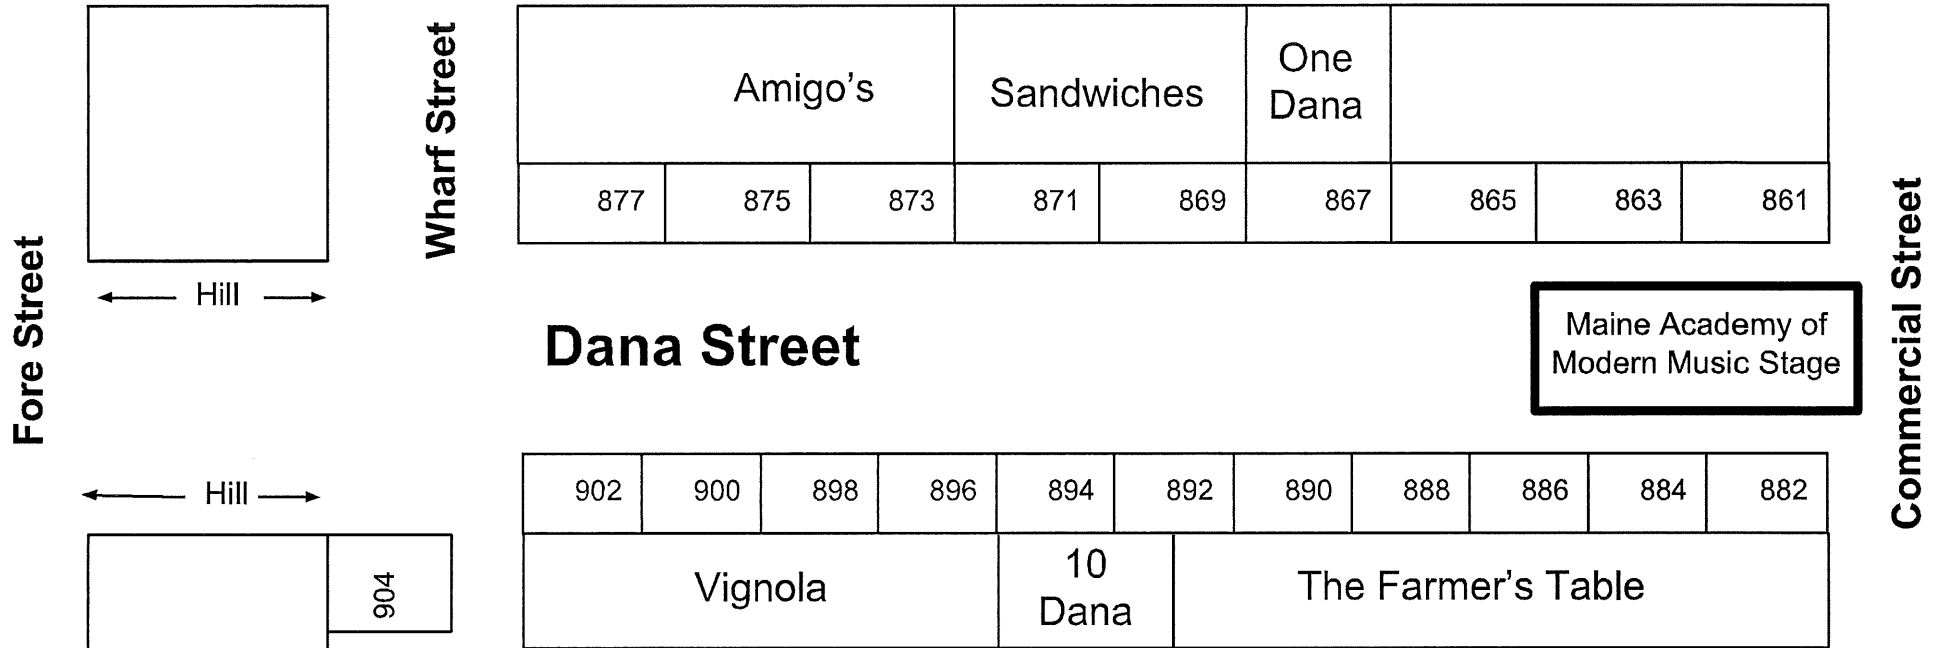 Fore Street
Wharf Street
Amigo's
Sandwiches
One
Dana
877
875
873
871
869
867
865
863
861
Hill
Dana Street
Maine Academy of
Modern Music Stage
Commercial Street
Hill
902
900
898
896
894
892
890
888
886
884
882
904
Vignola
10
Dana
The Farmer's Table